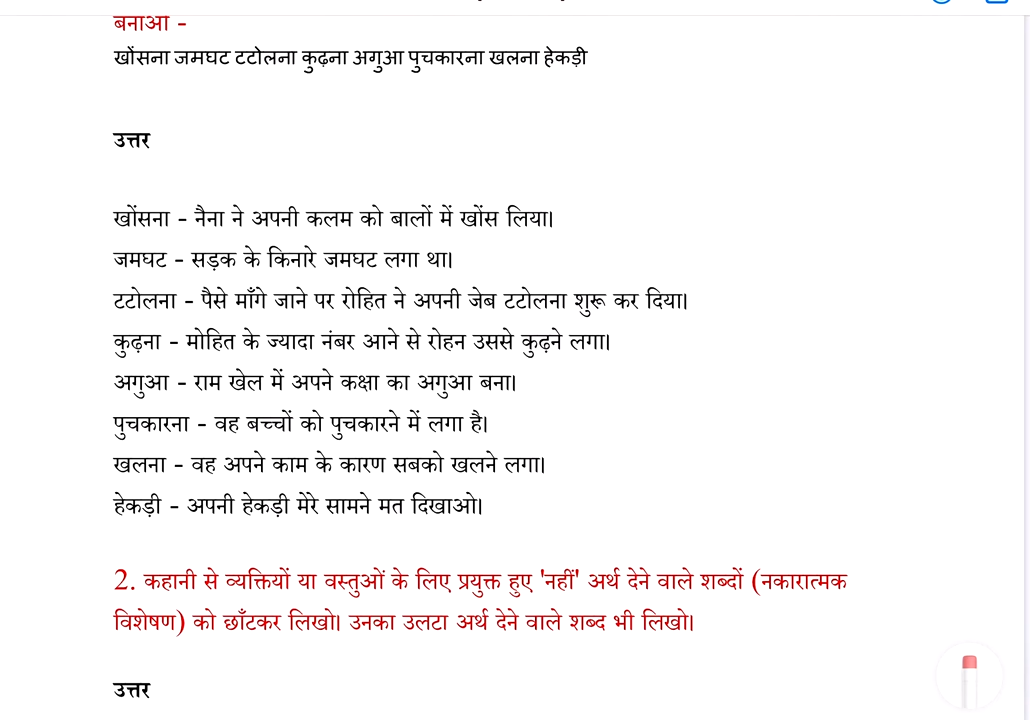 बनाओ -
खोंसना जमघट टटोलना कुढ़ना अगुआ पुचकारना खलना हेकड़ी
उत्तर
खोंसना - नैना ने अपनी कलम को बालों में खोंस लिया।
जमघट - सड़क के किनारे जमघट लगा था।
टटोलना - पैसे माँगे जाने पर रोहित ने अपनी जेब टटोलना शुरू कर दिया।
कुढ़ना - मोहित के ज्यादा नंबर आने से रोहन उससे कुढ़ने लगा।
अगुआ - राम खेल में अपने कक्षा का अगुआ बना।
पुचकारना - वह बच्चों को पुचकारने में लगा है।
खलना - वह अपने काम के कारण सबको खलने लगा।
हेकड़ी - अपनी हेकड़ी मेरे सामने मत दिखाओ।
2. कहानी से व्यक्तियों या वस्तुओं के लिए प्रयुक्त हुए 'नहीं' अर्थ देने वाले शब्दों (नकारात्मक
विशेषण) को छाँटकर लिखो। उनका उलटा अर्थ देने वाले शब्द भी लिखो।
उत्तर